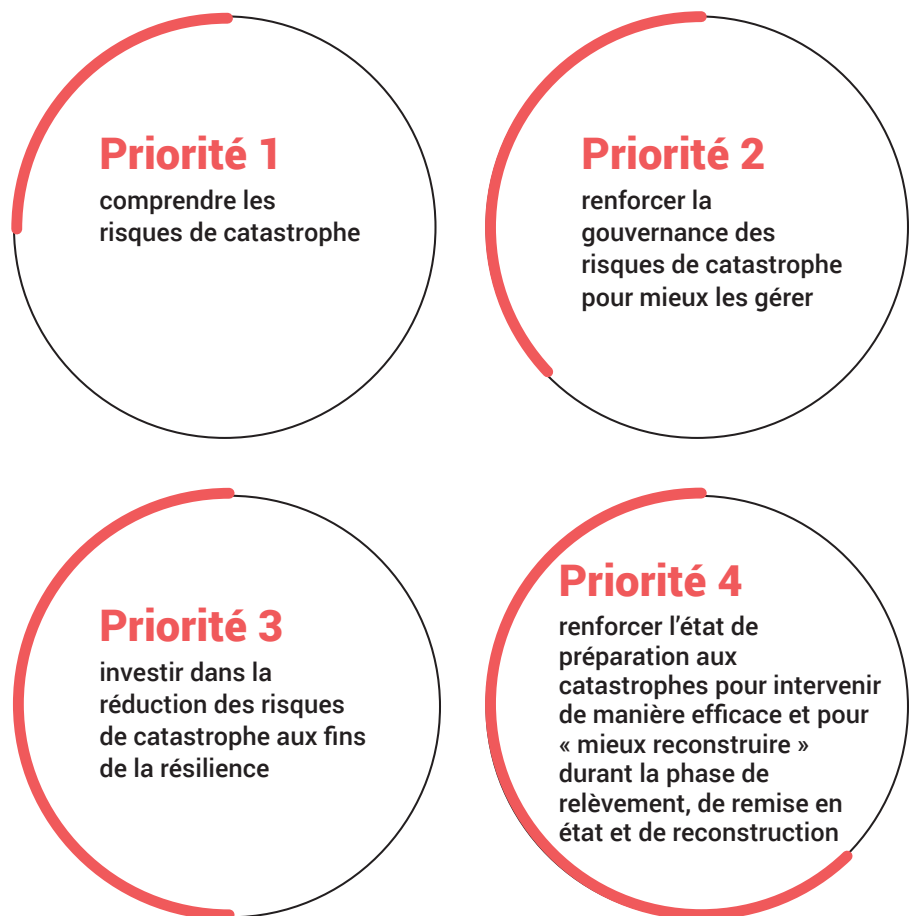 Priorité 1
comprendre les
risques de catastrophe
Priorité 2
renforcer la
gouvernance des
risques de catastrophe
pour mieux les gérer
Priorité 3
investir dans la
réduction des risques
de catastrophe aux fins
de la résilience
Priorité 4
renforcer l’état de
préparation aux
catastrophes pour intervenir
de manière efficace et pour
« mieux reconstruire »
durant la phase de
relèvement, de remise en
état et de reconstruction